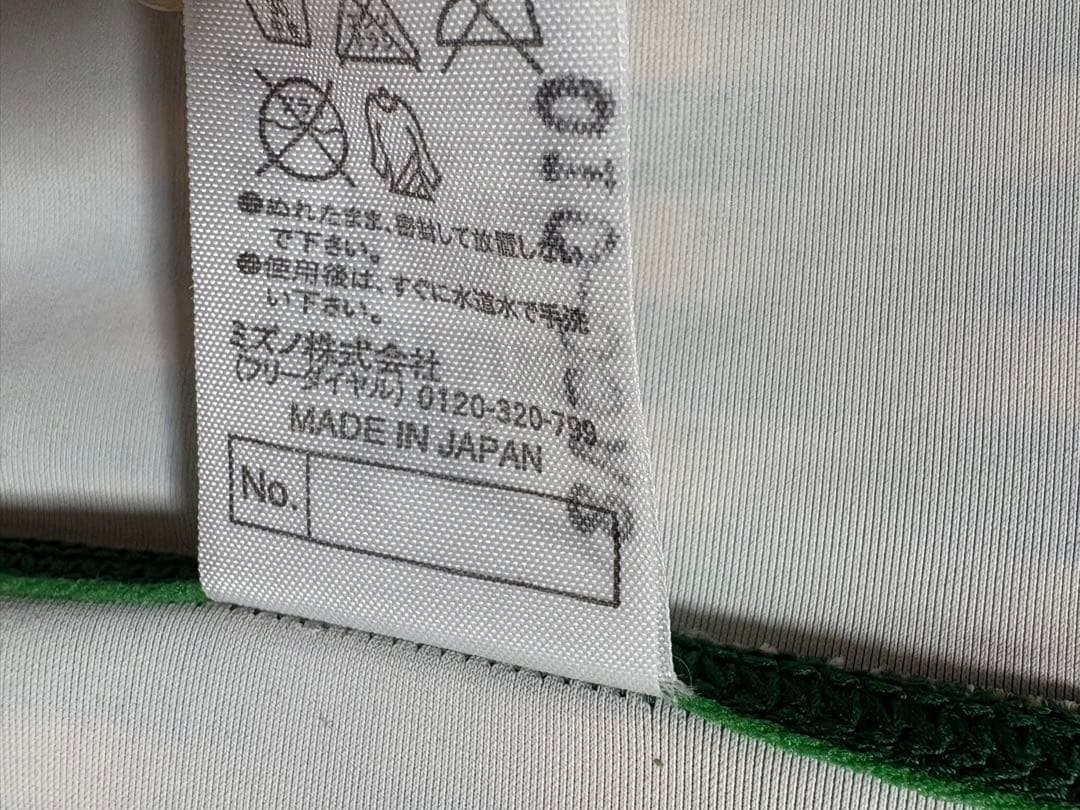 ●ぬれたまま、密封して放置しない
で下さい。
●使用後は、すぐに水道水で手洗
い下さい。
ミズノ株式会社
(フリーダイヤル) 0120-320-799
MADE IN JAPAN
No.